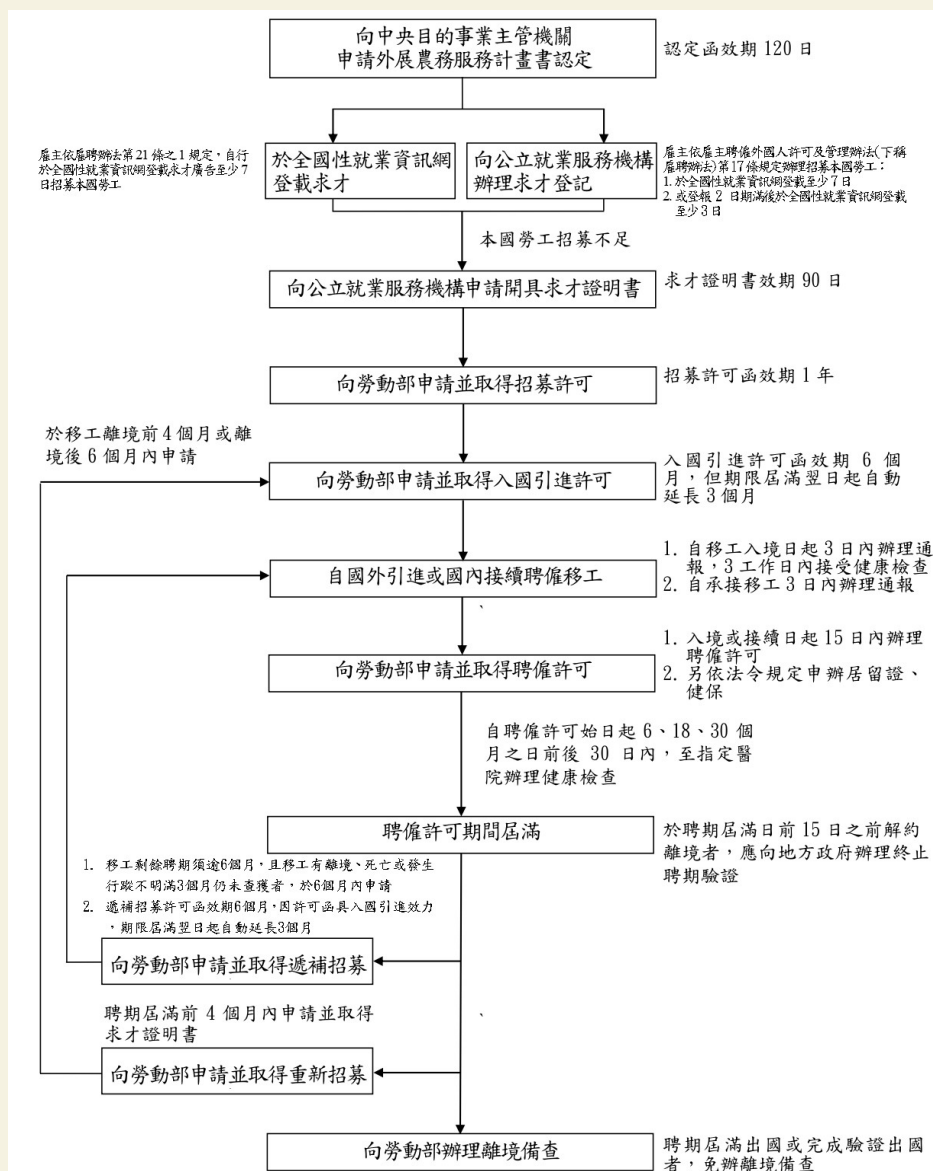 向中央目的事業主管機關
申請外展農務服務計畫書認定
認定函效期 120 日
雇主依雇聘辦法第 21 條之 1 規定，自行
於全國性就業資訊網登載求才廣告至少 7
日招募本國勞工
於全國性就業資訊網
登載求才
向公立就業服務機構
辦理求才登記
雇主依雇主聘僱外國人許可及管理辦法(下稱
雇聘辦法)第 17 條規定辦理招募本國勞工：
1. 於全國性就業資訊網登載至少 7 日
2. 或登報 2 日期滿後於全國性就業資訊網登載
至少 3 日
本國勞工招募不足
向公立就業服務機構申請開具求才證明書
求才證明書效期 90 日
向勞動部申請並取得招募許可
招募許可函效期 1 年
於移工離境前 4 個月或離
境後 6 個月內申請
向勞動部申請並取得入國引進許可
入國引進許可函效期 6 個
月，但期限屆滿翌日起自動
延長 3 個月
自國外引進或國內接續聘僱移工
1. 自移工入境日起 3 日內辦理通
報，3 工作日內接受健康檢查
2. 自承接移工 3 日內辦理通報
向勞動部申請並取得聘僱許可
1. 入境或接續日起 15 日內辦理
聘僱許可
2. 另依法令規定申辦居留證、
健保
自聘僱許可始日起 6、18、30 個
月之日前後 30 日內，至指定醫
院辦理健康檢查
聘僱許可期間屆滿
於聘期屆滿日前 15 日之前解約
離境者，應向地方政府辦理終止
聘期驗證
1. 移工剩餘聘期須逾6個月，且移工有離境、死亡或發生
行蹤不明滿3個月仍未查獲者，於6個月內申請
2. 遞補招募許可函效期6個月，因許可函具入國引進效力
，期限屆滿翌日起自動延長3個月
向勞動部申請並取得遞補招募
聘期屆滿前 4 個月內申請並取得
求才證明書
向勞動部申請並取得重新招募
向勞動部辦理離境備查
聘期屆滿出國或完成驗證出國
者，免辦離境備查